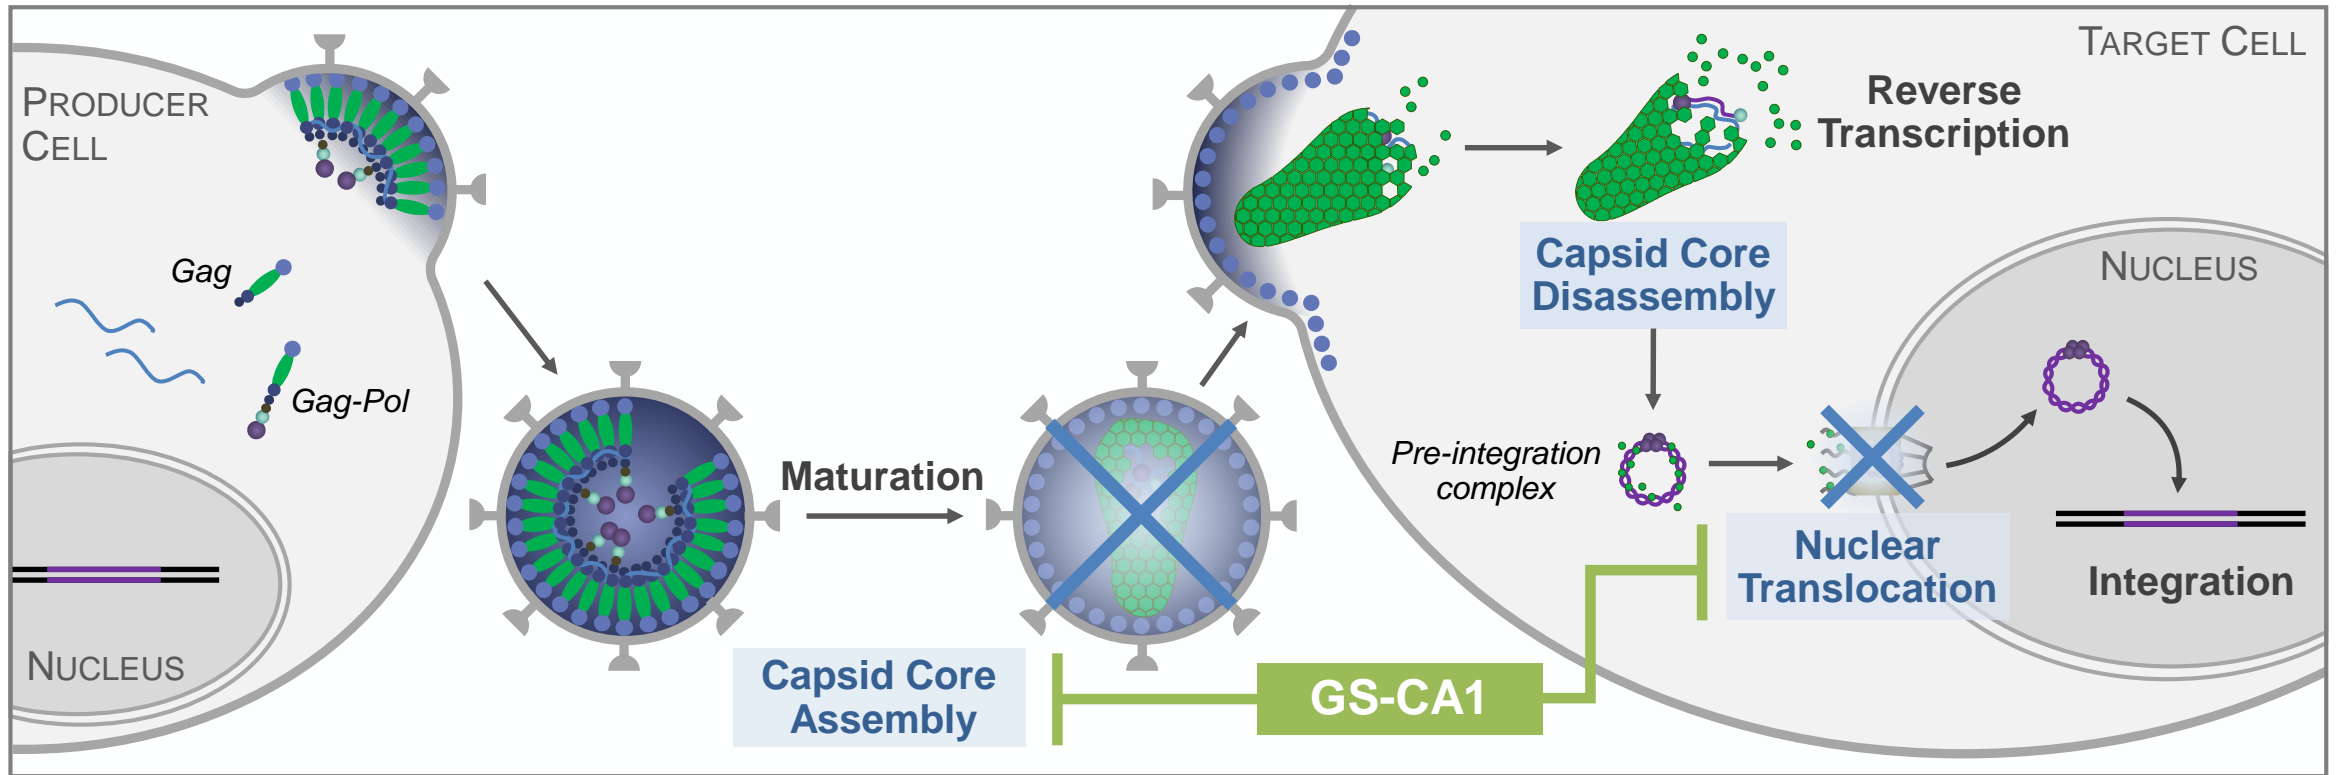 PRODUCER
CELL
Gag
Gag-Pol
NUCLEUS
Maturation
Capsid Core
Assembly
GS-CA1
TARGET CELL
Reverse
Transcription
Capsid Core
Disassembly
Pre-integration
complex
NUCLEUS
Nuclear
Translocation
Integration